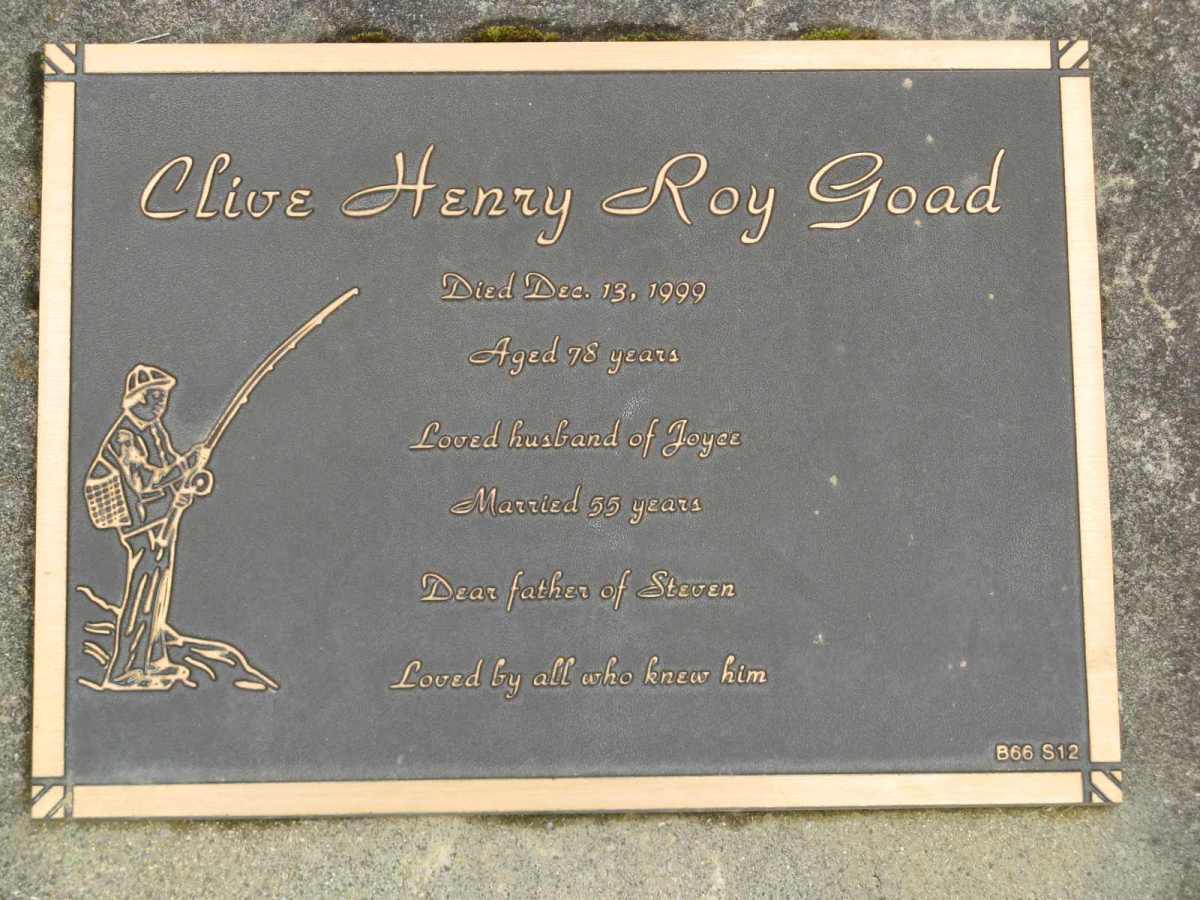 Clive Henry Roy Goad
Died Dec. 13, 1999
Aged 78 years
Loved husband of Joyce
Married 55 years
Dear father of Steven
Loved by all who knew him
B66 S12